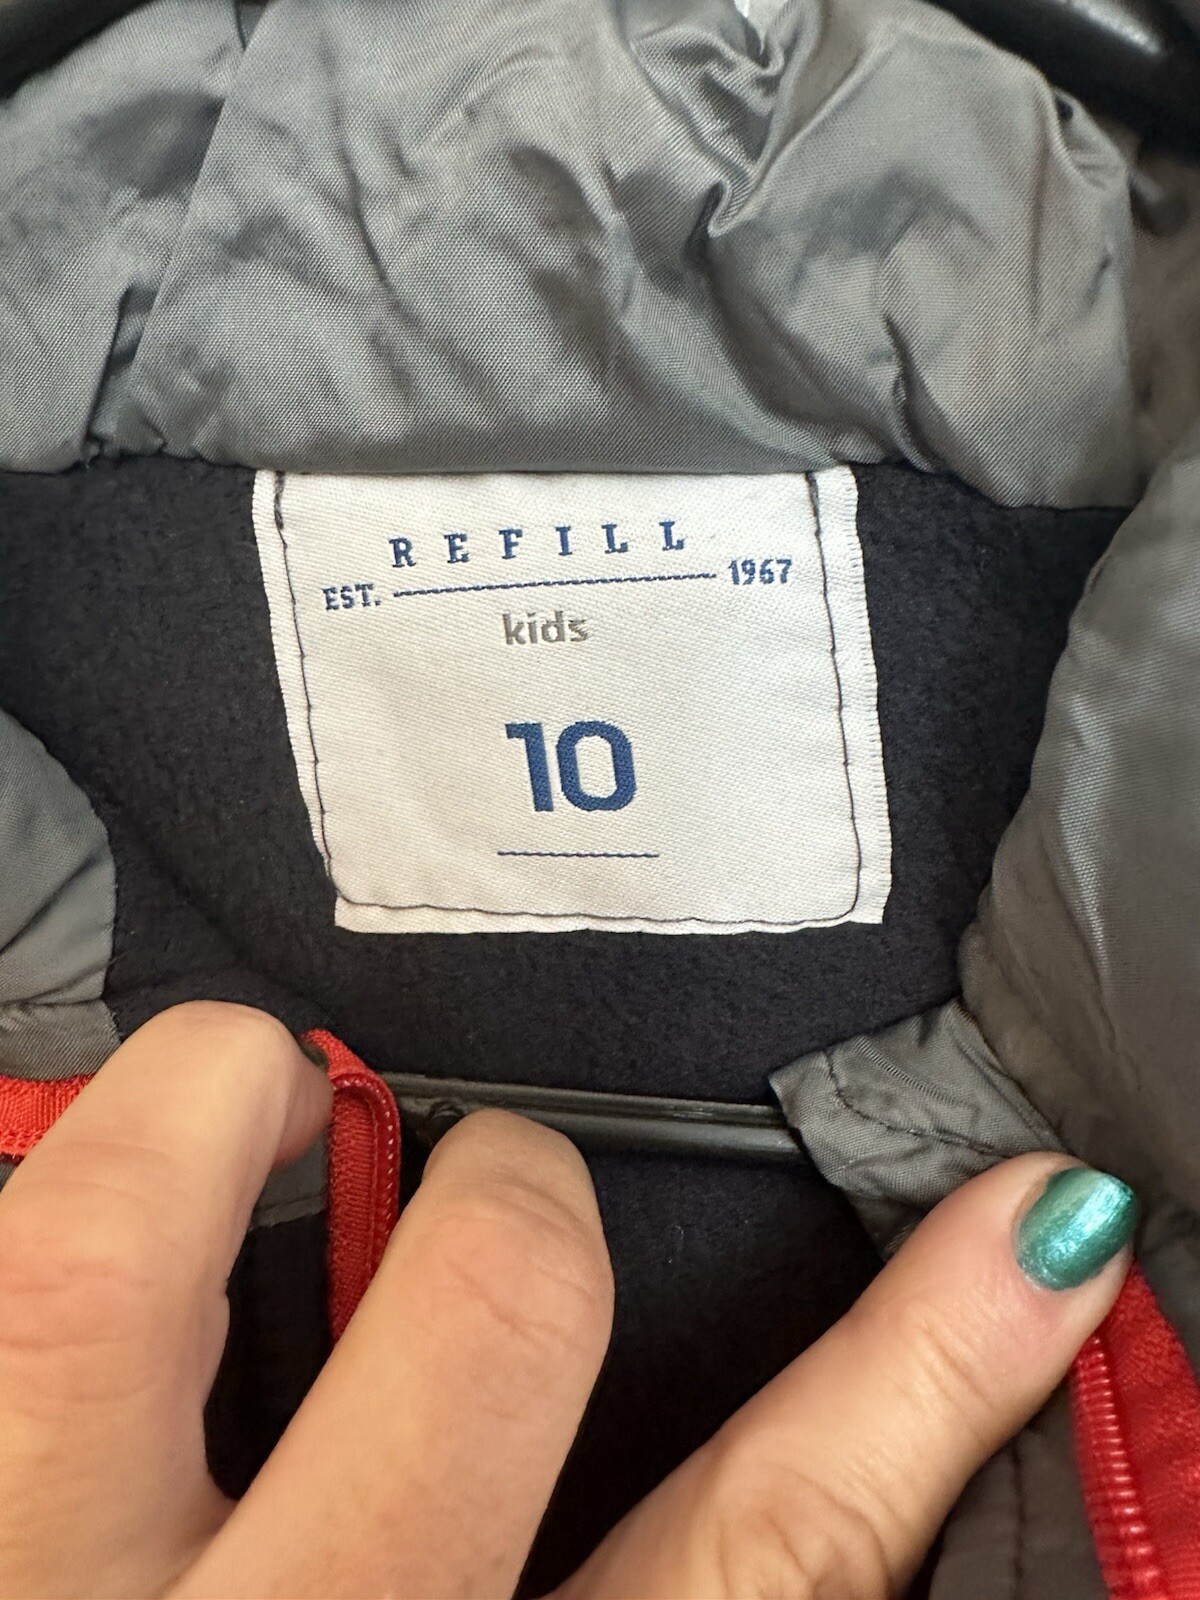 REFILL
EST. 1967
kids
10